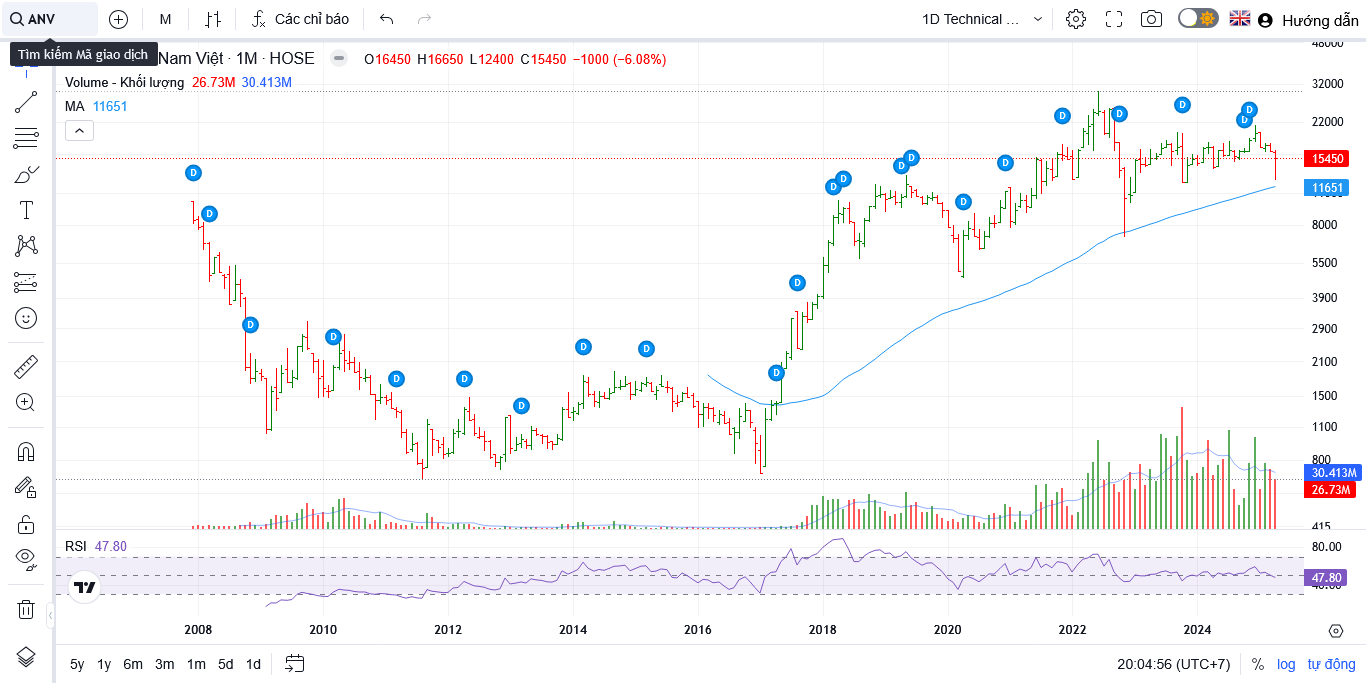 ANV
M
Các chỉ báo
1D Technical ...
Hướng dẫn
Tìm kiếm Mã giao dịch
Nam Việt · 1M · HOSE
O16450 H16650 L12400 C15450 −1000 (−6.08%)
Volume - Khối lượng 26.73M 30.413M
MA 11651
48000
32000
22000
15450
11651
8000
5500
3900
2900
2100
1500
1100
800
30.413M
26.73M
415
D D D D D D D D D D D D D D D D D D D D D D
RSI 47.80
80.00
47.80
40.00
2008 2010 2012 2014 2016 2018 2020 2022 2024
5y 1y 6m 3m 1m 5d 1d
20:04:56 (UTC+7) % log tự động